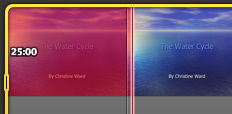 25:00
The Water Cycle
By Christine Ward
The Water Cycle
By Christine Ward